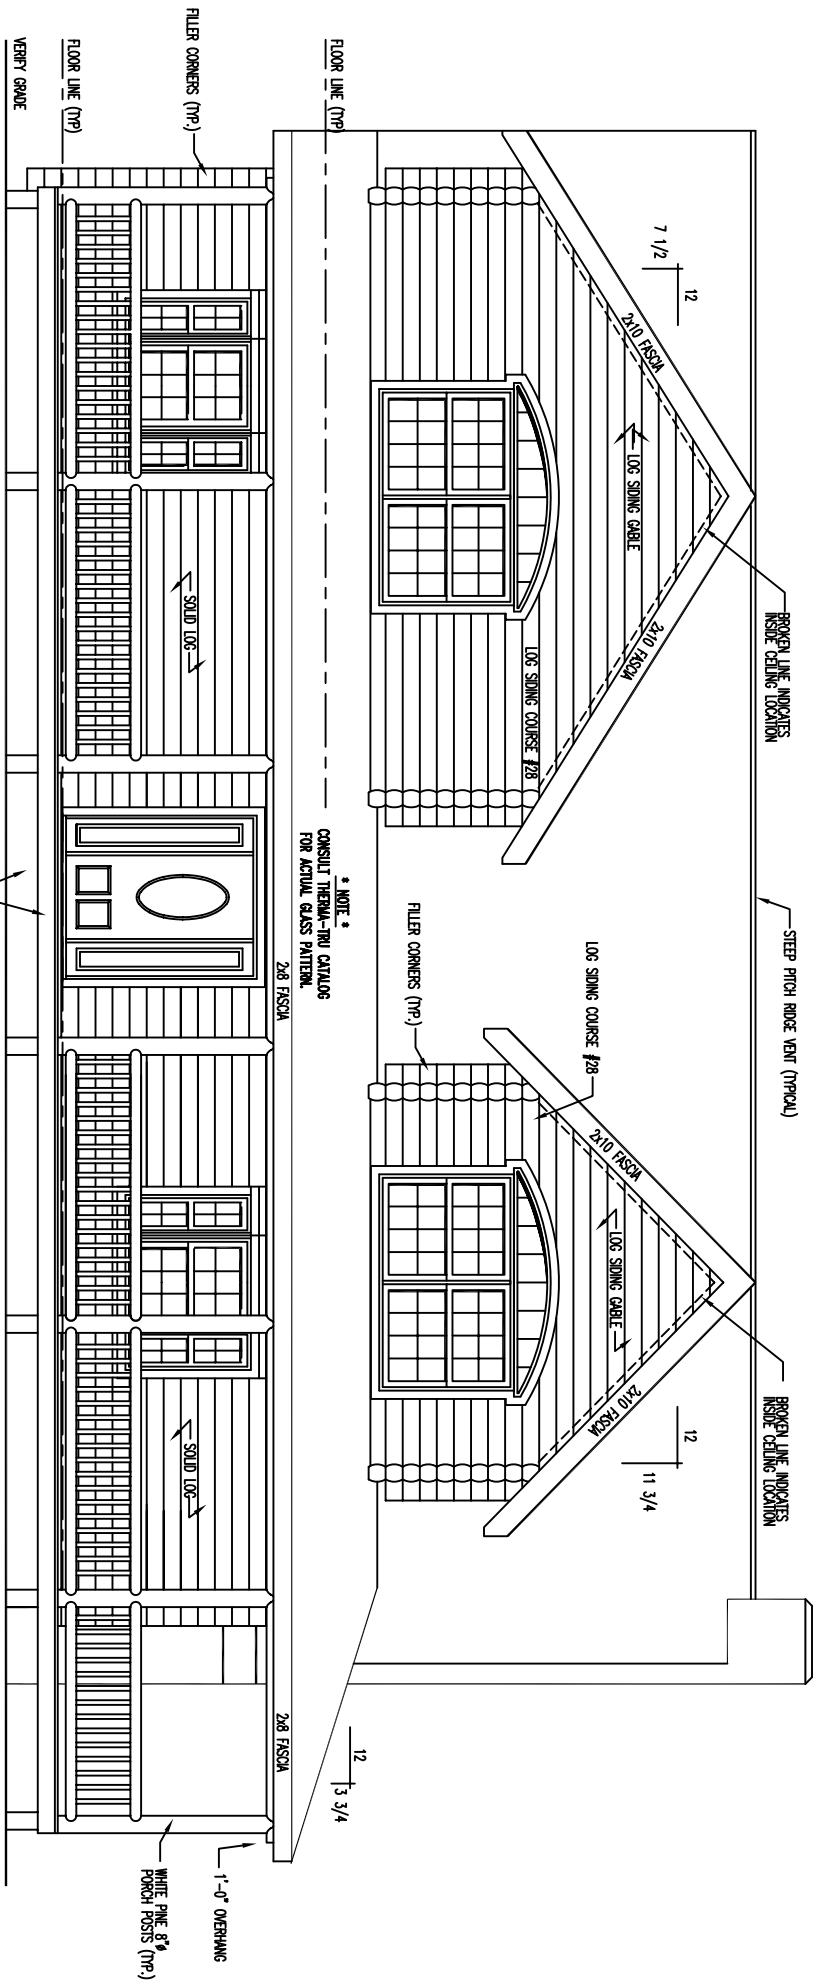 STEEP PITCH RIDGE VENT (TYPICAL)
BROKEN LINE INDICATES
INSIDE CEILING LOCATION
BROKEN LINE INDICATES
INSIDE CEILING LOCATION
12
7 1/2
2x10 FASCIA
2x10 FASCIA
LOG SIDING GABLE
LOG SIDING COURSE #28
LOG SIDING COURSE #28
2x10 FASCIA
2x10 FASCIA
LOG SIDING GABLE
12
11 3/4
FILLER CORNERS (TYP.)
FLOOR LINE (TYP)
* NOTE *
CONSULT THERMA-TRU CATALOG
FOR ACTUAL GLASS PATTERN.
12
3 3/4
2x8 FASCIA
2x8 FASCIA
1'-0" OVERHANG
FILLER CORNERS (TYP.)
SOLID LOG
SOLID LOG
WHITE PINE 8"ø
PORCH POSTS (TYP.)
FLOOR LINE (TYP)
VERIFY GRADE